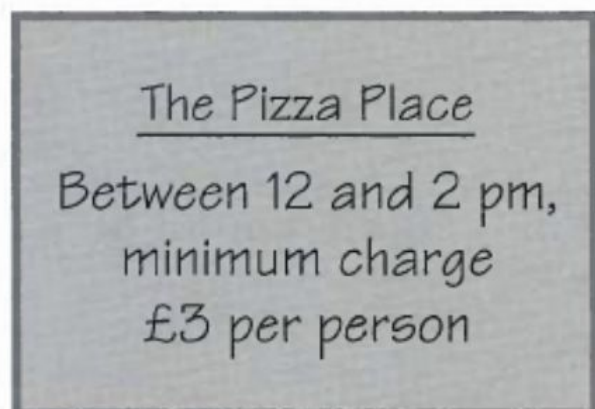 The Pizza Place
Between 12 and 2 pm,
minimum charge
£3 per person